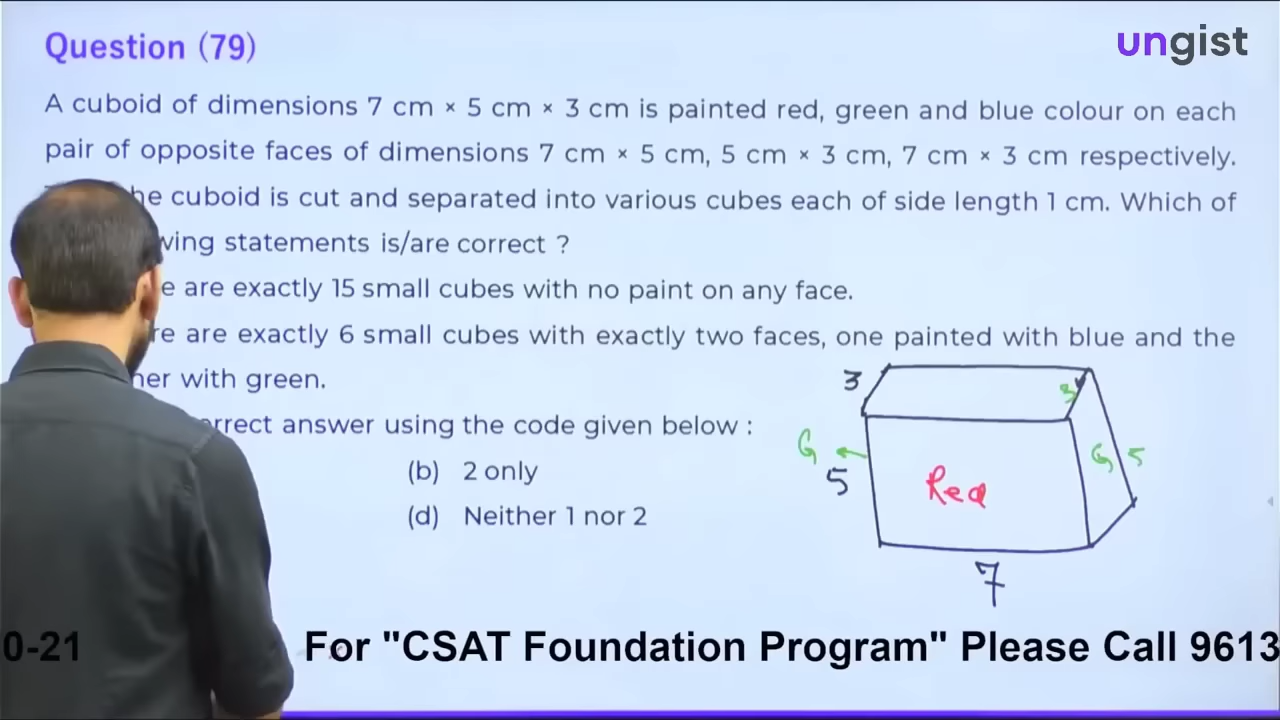 Question (79)
ungist
A cuboid of dimensions 7 cm × 5 cm × 3 cm is painted red, green and blue colour on each
pair of opposite faces of dimensions 7 cm × 5 cm, 5 cm × 3 cm, 7 cm × 3 cm respectively.
he cuboid is cut and separated into various cubes each of side length 1 cm. Which of
wing statements is/are correct ?
e are exactly 15 small cubes with no paint on any face.
re are exactly 6 small cubes with exactly two faces, one painted with blue and the
her with green.
rrect answer using the code given below :
(b) 2 only
(d) Neither 1 nor 2
3
3
G
5
Red
G 5
7
0-21
For "CSAT Foundation Program" Please Call 9613